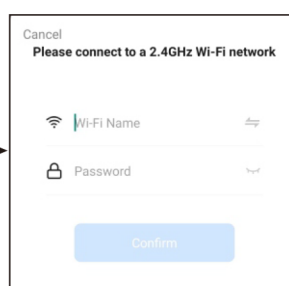 Cancel
Please connect to a 2.4GHz Wi-Fi network
Wi-Fi Name
Password
Confirm